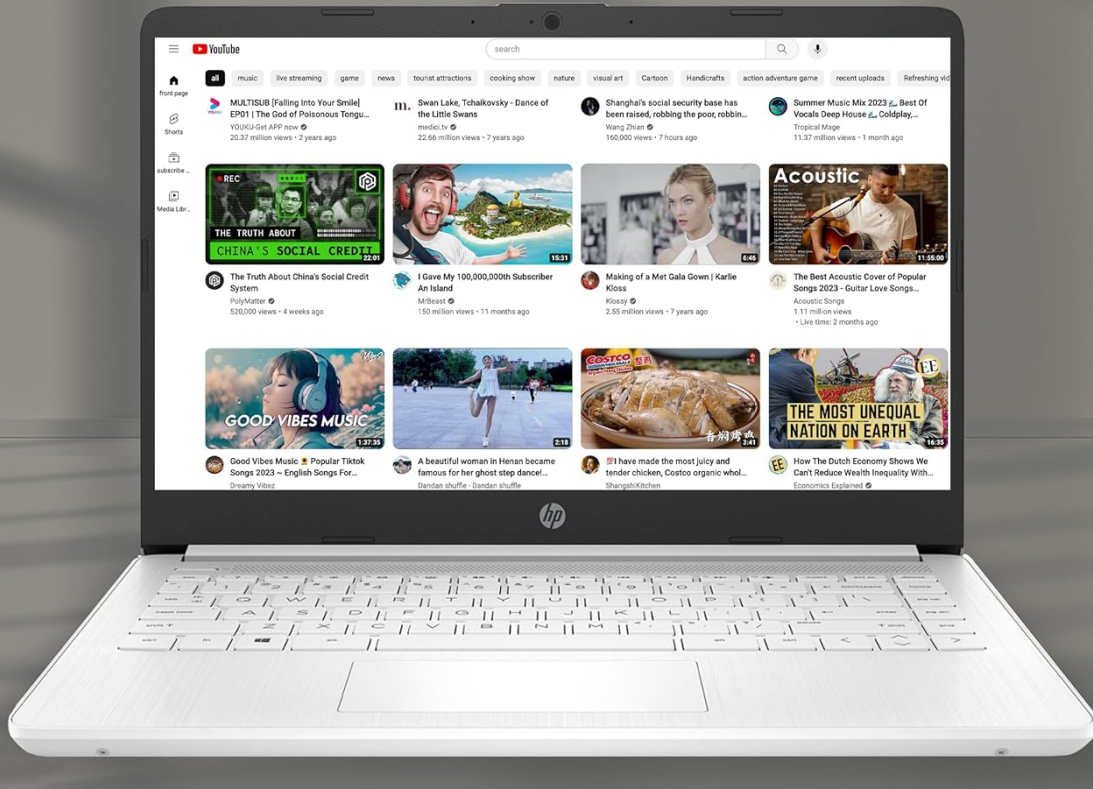 YouTube
search
all
music
live streaming
game
news
tourist attractions
cooking show
nature
visual art
Cartoon
Handicrafts
action adventure game
recent uploads
Refreshing vid
front page
Shorts
subscribe ...
Media Libr...
MULTISUB [Falling Into Your Smile]
EP01 | The God of Poisonous Tongu...
YOUKU-Get APP now
20.37 million views • 2 years ago
m.
Swan Lake, Tchaikovsky - Dance of
the Little Swans
medici.tv
22.66 million views • 7 years ago
Shanghai's social security base has
been raised, robbing the poor, robbin...
Wang Zhian
160,000 views • 7 hours ago
Summer Music Mix 2023 Best Of
Vocals Deep House Coldplay,...
Tropical Mage
11.37 million views • 1 month ago
REC
THE TRUTH ABOUT
CHINA'S SOCIAL CREDIT
22:01
15:31
6:46
Acoustic
11:55:00
The Truth About China's Social Credit
System
PolyMatter
520,000 views • 4 weeks ago
I Gave My 100,000,000th Subscriber
An Island
MrBeast
150 million views • 11 months ago
Making of a Met Gala Gown | Karlie
Kloss
Klossy
2.55 million views • 7 years ago
The Best Acoustic Cover of Popular
Songs 2023 - Guitar Love Songs...
Acoustic Songs
1.11 million views
• Live time: 2 months ago
Vibes
GOOD VIBES MUSIC
1:37:35
2:18
COSTCO
整鸡
香焖烤鸡
3:41
EE
THE MOST UNEQUAL
NATION ON EARTH
16:35
Good Vibes Music Popular Tiktok
Songs 2023 ~ English Songs For...
Dreamy Vibez
A beautiful woman in Henan became
famous for her ghost step dance!...
Dandan shuffle - Dandan shuffle
💯I have made the most juicy and
tender chicken, Costco organic whol...
ShangshiKitchen
EE
How The Dutch Economy Shows We
Can't Reduce Wealth Inequality With...
Economics Explained
hp
Q W E R T Y U I O P
A S D F G H J K L
Z X C V B N M